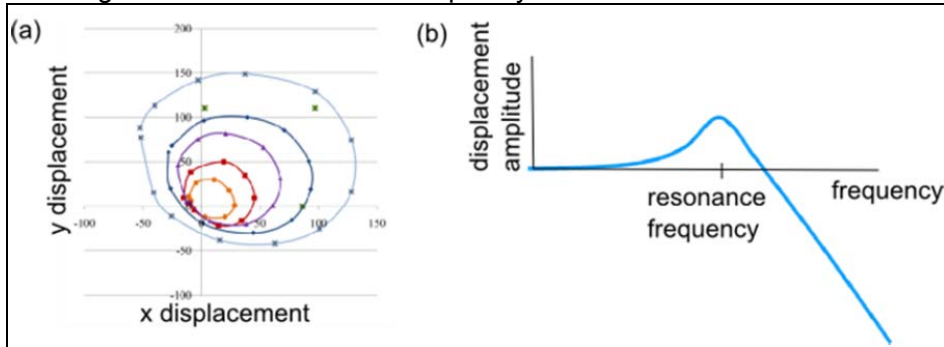 (a)
200
150
100
50
-100
-50
50
100
150
-50
-100
y displacement
x displacement
(b)
displacement
amplitude
resonance
frequency
frequency